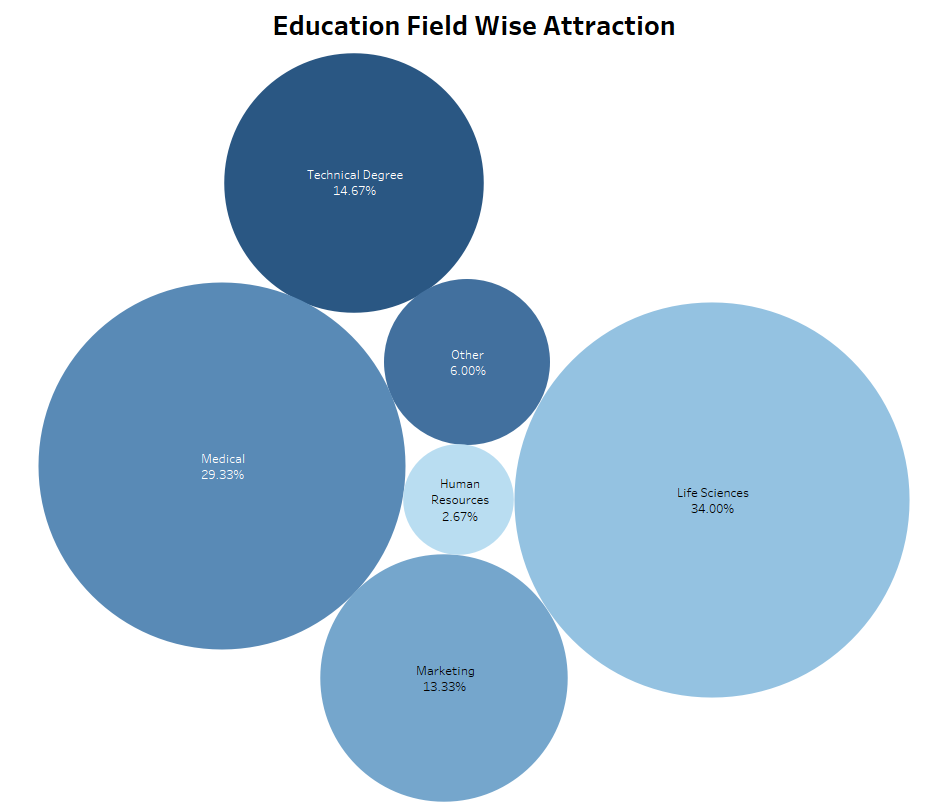 Education Field Wise Attraction
Technical Degree
14.67%
Other
6.00%
Medical
29.33%
Human
Resources
2.67%
Life Sciences
34.00%
Marketing
13.33%